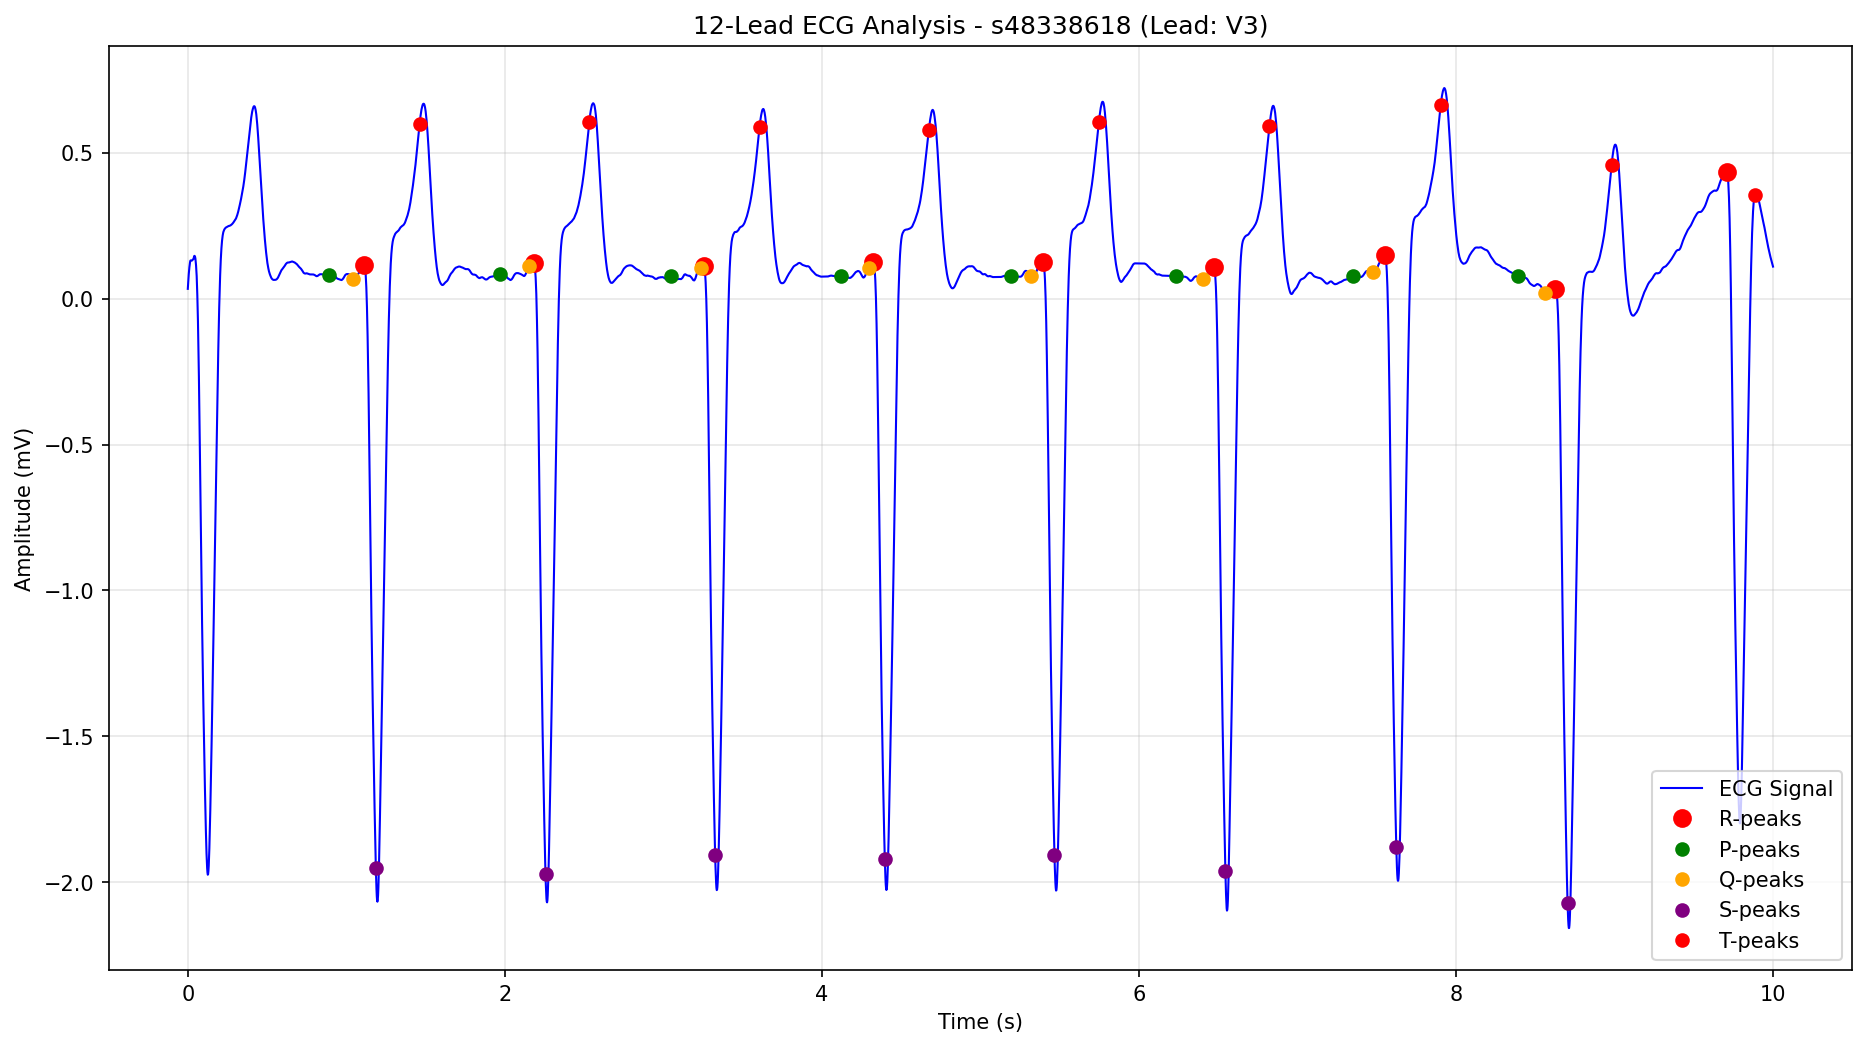 12-Lead ECG Analysis - s48338618 (Lead: V3)
Amplitude (mV)
0.5
0.0
−0.5
−1.0
−1.5
−2.0
0 2 4 6 8 10
Time (s)
ECG Signal
R-peaks
P-peaks
Q-peaks
S-peaks
T-peaks